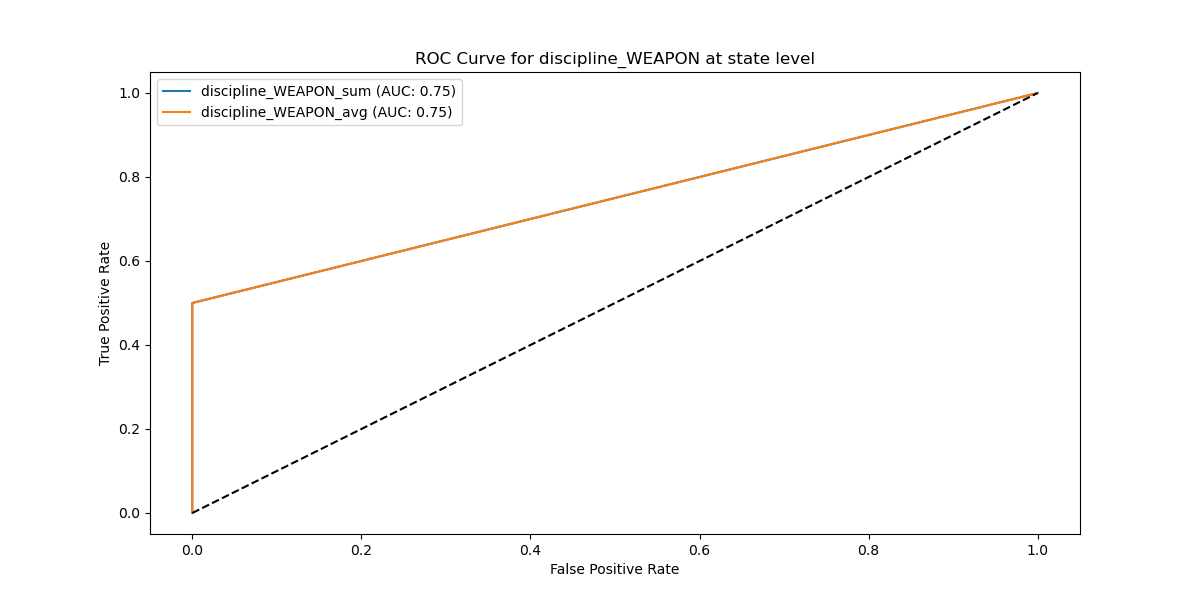 ROC Curve for discipline_WEAPON at state level
discipline_WEAPON_sum (AUC: 0.75)
discipline_WEAPON_avg (AUC: 0.75)
True Positive Rate
1.0
0.8
0.6
0.4
0.2
0.0
0.0 0.2 0.4 0.6 0.8 1.0
False Positive Rate